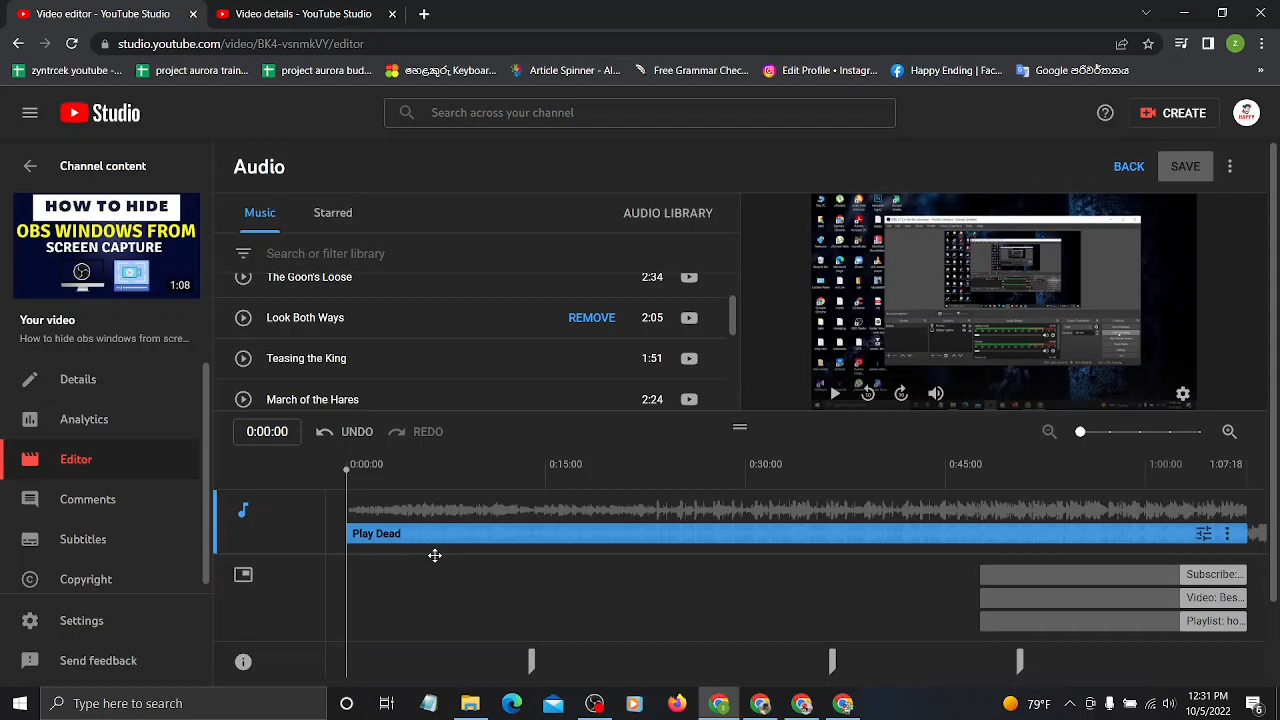 Video editor - YouTube Studio
Video details - YouTube Studio
studio.youtube.com/video/BK4-vsnmkVY/editor
z
zyntrek youtube -...
project aurora train...
project aurora bud...
Keyboar...
Article Spinner - Al...
Free Grammar Chec...
Edit Profile • Instagr...
Happy Ending | Fac...
Google
»
Studio
Search across your channel
CREATE
HAPPY
Channel content
HOW TO HIDE
OBS WINDOWS FROM
SCREEN CAPTURE
1:08
Your video
How to hide obs windows from scre...
Details
Analytics
Editor
Comments
Subtitles
Copyright
Settings
Send feedback
Audio
BACK
SAVE
Music
Starred
AUDIO LIBRARY
Search or filter library
The Goon's Loose
2:34
Look Both Ways
REMOVE
2:05
Teasing the King
1:51
March of the Hares
2:24
0:00:00
UNDO
REDO
0:00:00
0:15:00
0:30:00
0:45:00
1:00:00
1:07:18
Play Dead
Subscribe:...
Video: Bes...
Playlist: ho...
Type here to search
79°F
12:31 PM
10/5/2022
6